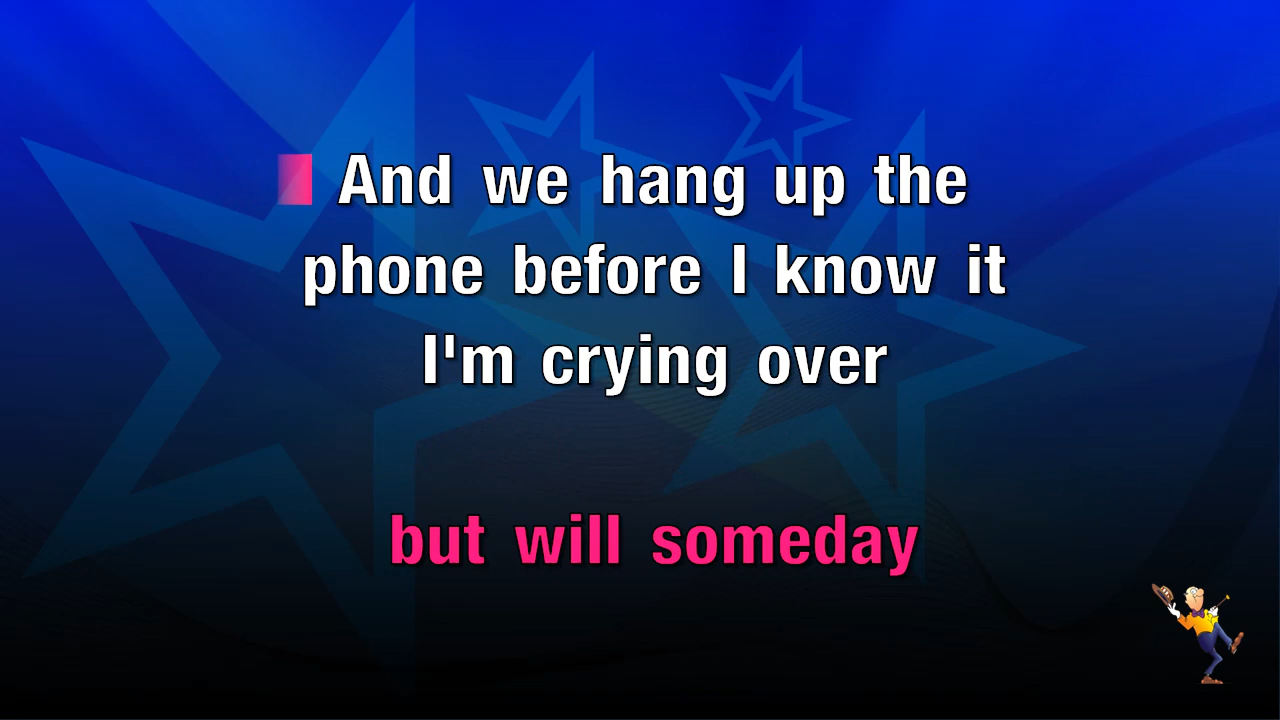 And we hang up the
phone before I know it
I'm crying over
but will someday